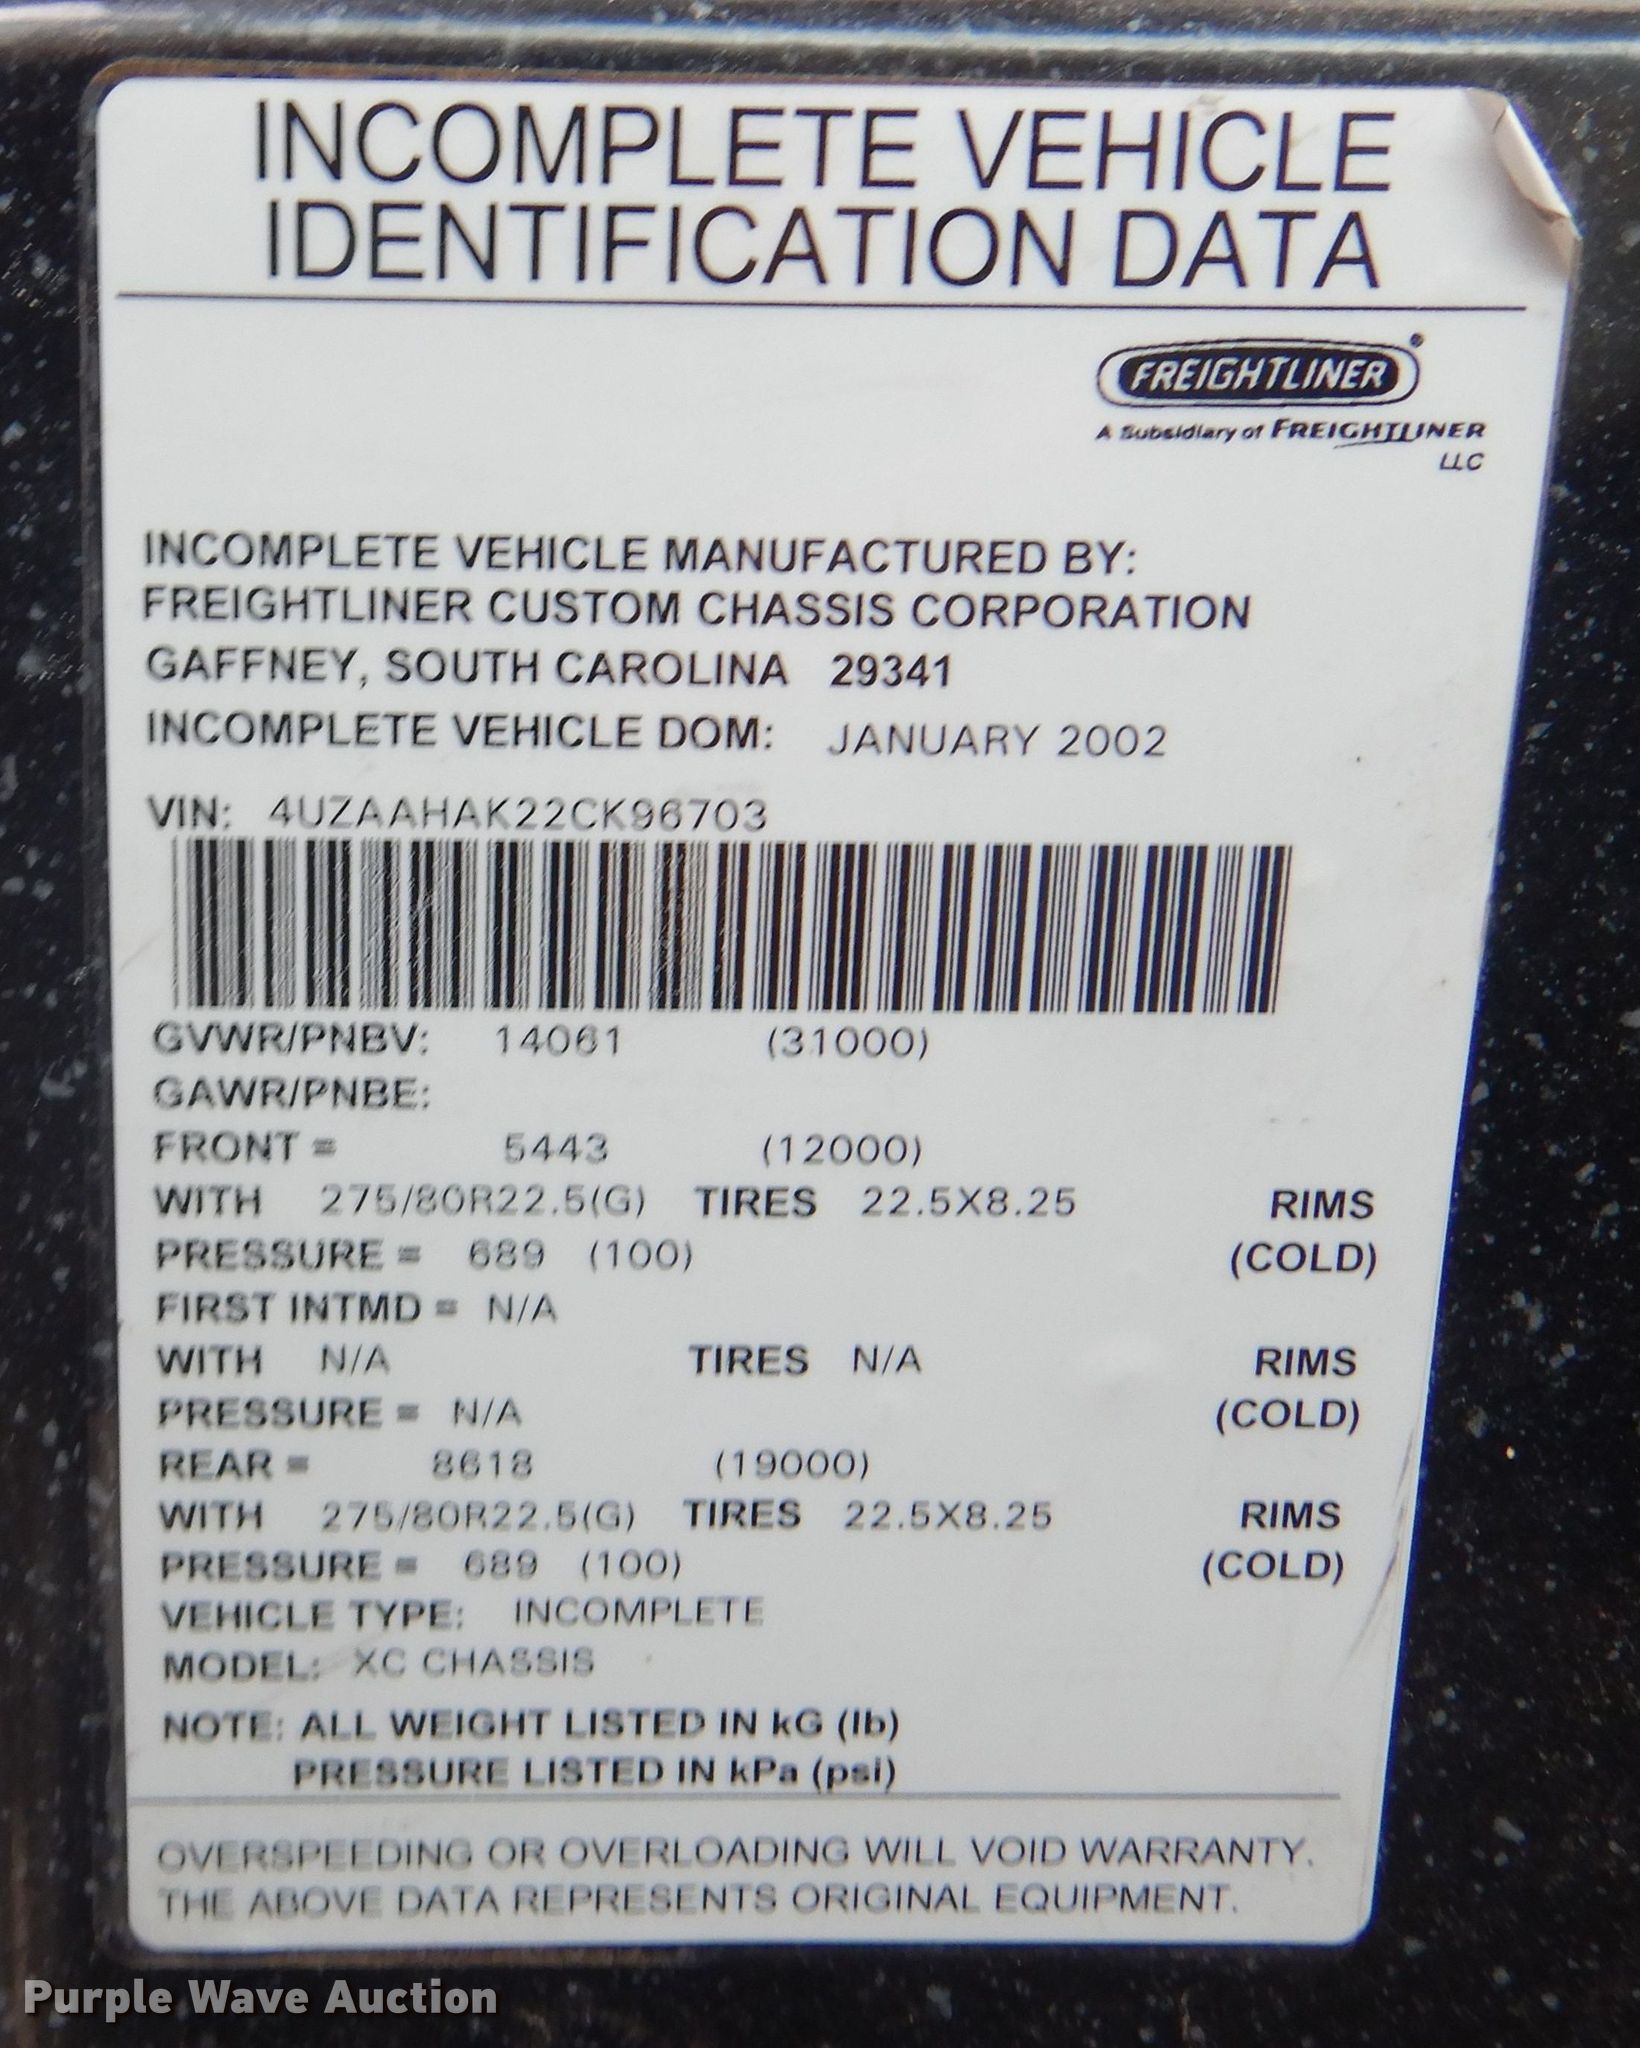 INCOMPLETE VEHICLE
IDENTIFICATION DATA
FREIGHTLINER®
A Subsidiary of FREIGHTLINER
LLC
INCOMPLETE VEHICLE MANUFACTURED BY:
FREIGHTLINER CUSTOM CHASSIS CORPORATION
GAFFNEY, SOUTH CAROLINA 29341
INCOMPLETE VEHICLE DOM: JANUARY 2002
VIN: 4UZAAHAK22CK96703
GVWR/PNBV: 14061 (31000)
GAWR/PNBE:
FRONT = 5443 (12000)
WITH 275/80R22.5(G) TIRES 22.5X8.25 RIMS
PRESSURE = 689 (100) (COLD)
FIRST INTMD = N/A
WITH N/A TIRES N/A RIMS
PRESSURE = N/A (COLD)
REAR = 8618 (19000)
WITH 275/80R22.5(G) TIRES 22.5X8.25 RIMS
PRESSURE = 689 (100) (COLD)
VEHICLE TYPE: INCOMPLETE
MODEL: XC CHASSIS
NOTE: ALL WEIGHT LISTED IN kG (lb)
PRESSURE LISTED IN kPa (psi)
OVERSPEEDING OR OVERLOADING WILL VOID WARRANTY.
THE ABOVE DATA REPRESENTS ORIGINAL EQUIPMENT.
Purple Wave Auction